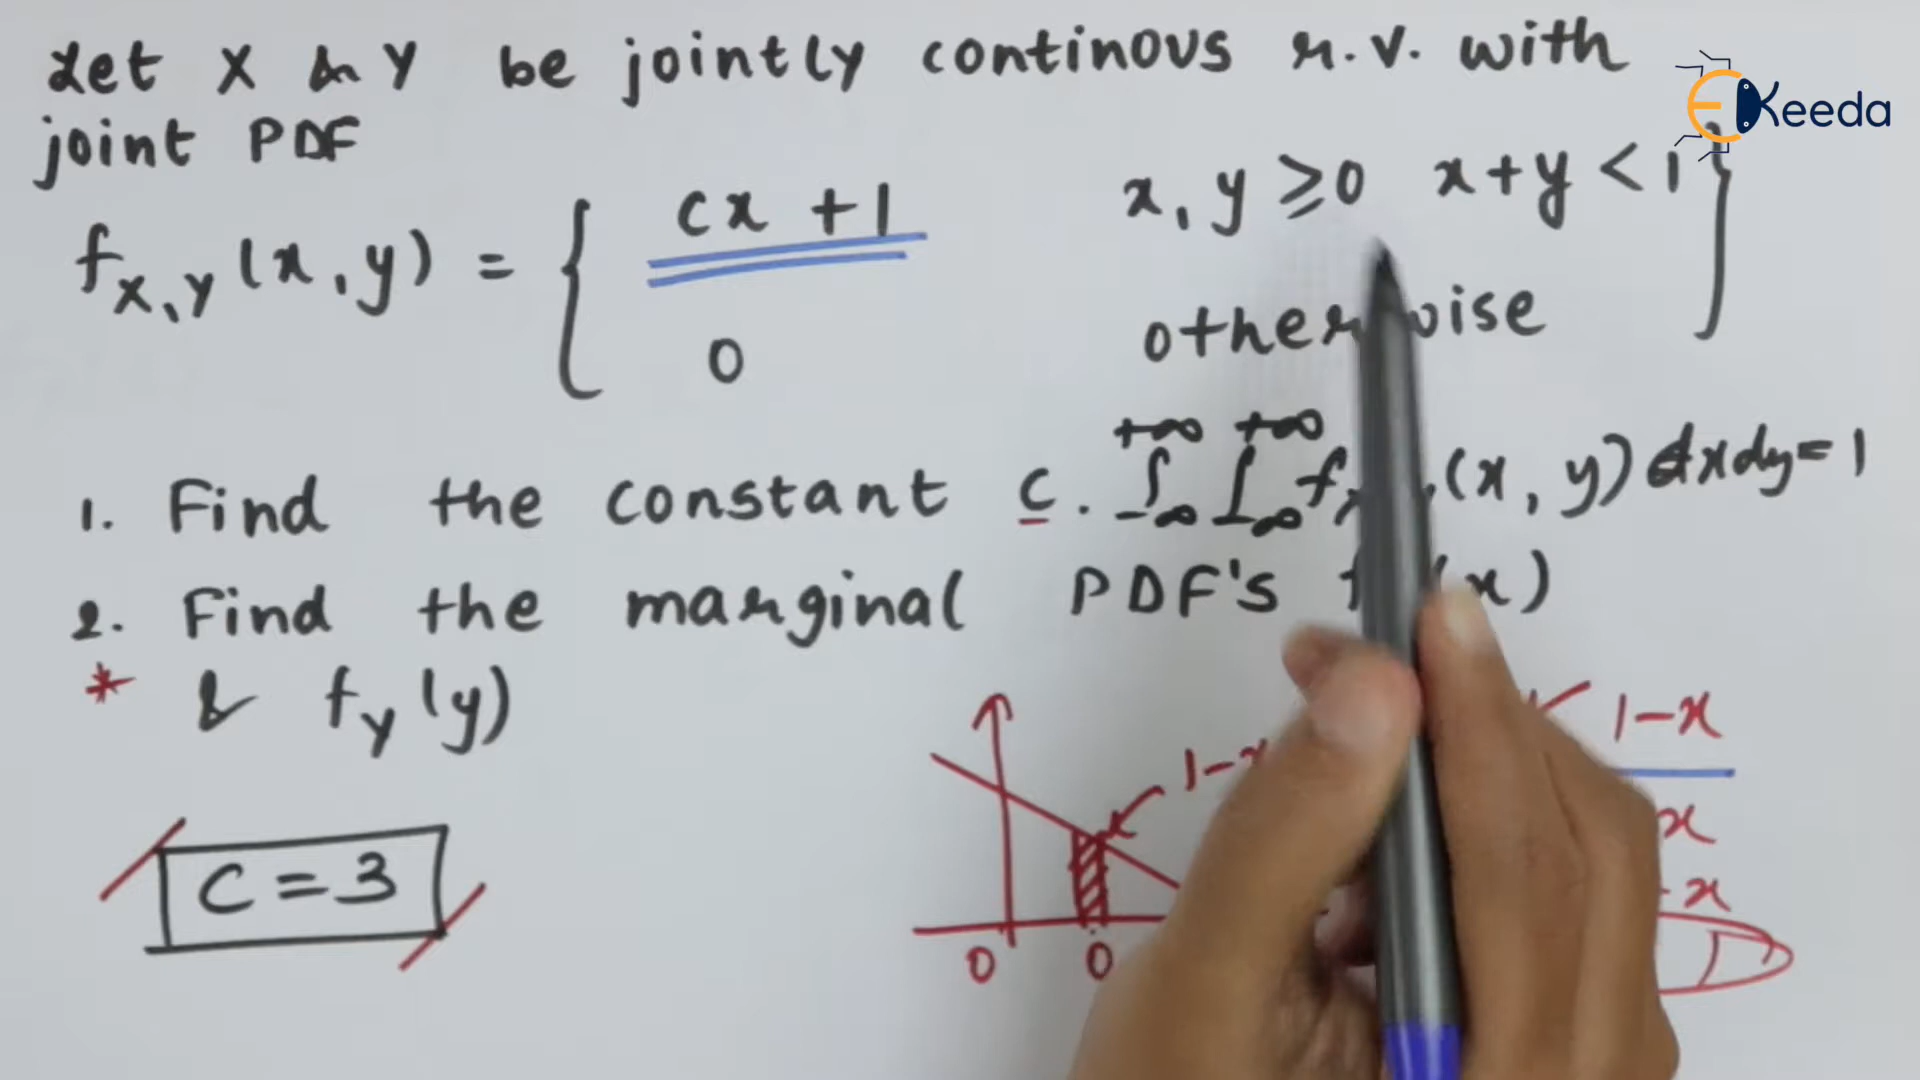 Let X & Y be jointly continous r.v. with
joint PDF
Keeda
f X,Y (x,y) = { cx +1 x, y ≥0 x+y < 1 }
0 otherwise
1. Find the constant c. ∫ -∞ +∞ ∫ -∞ +∞ f (x, y) dxdy=1
2. Find the marginal PDF's (x)
* & fY (y)
1-x
1-x
x
-x
C=3
0 0